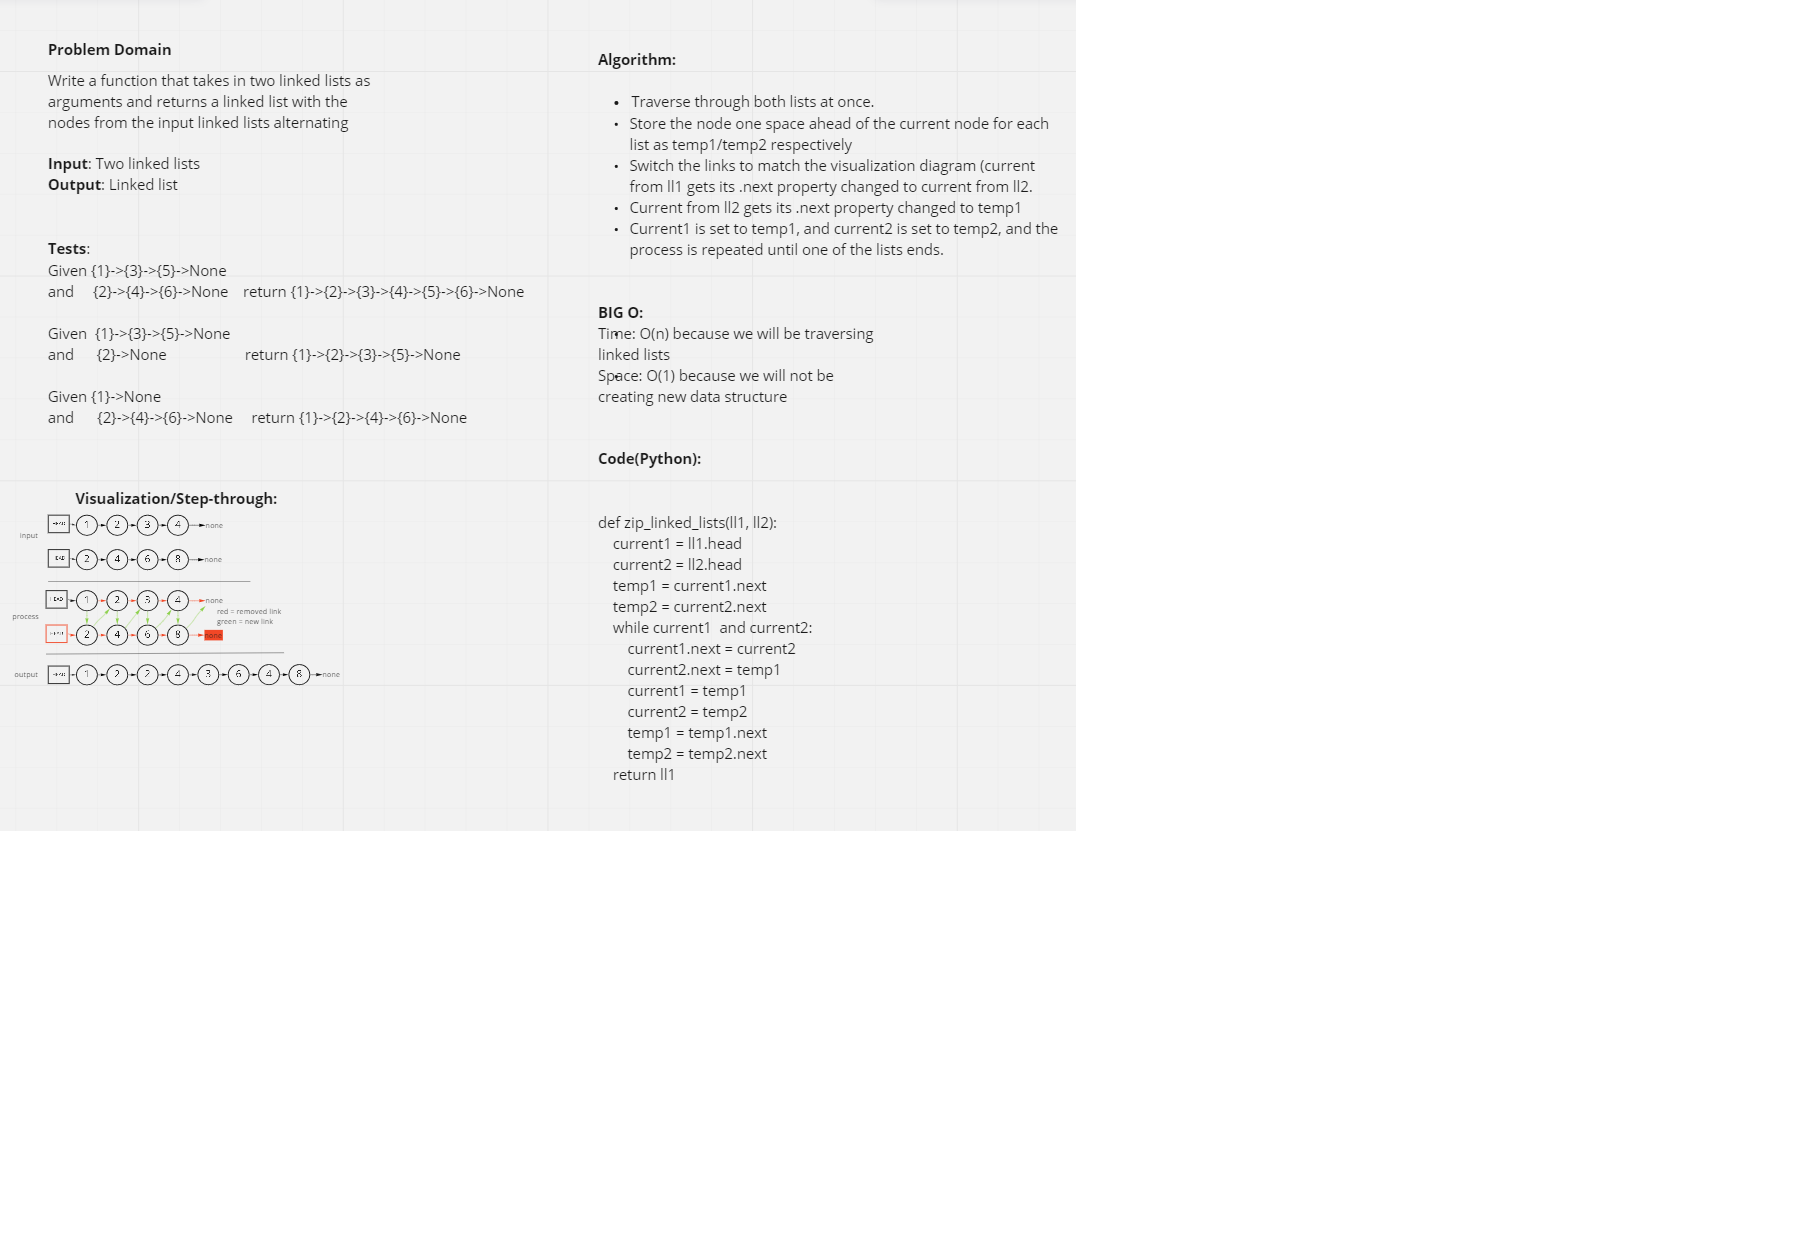 Problem Domain
Write a function that takes in two linked lists as
arguments and returns a linked list with the
nodes from the input linked lists alternating
Input: Two linked lists
Output: Linked list
Tests:
Given {1}->{3}->{5}->None
and {2}->{4}->{6}->None return {1}->{2}->{3}->{4}->{5}->{6}->None
Given {1}->{3}->{5}->None
and {2}->None return {1}->{2}->{3}->{5}->None
Given {1}->None
and {2}->{4}->{6}->None return {1}->{2}->{4}->{6}->None
Visualization/Step-through:
input
1 2 3 4 none
2 4 6 8 none
process
1 2 3 4 none
red = removed link
green = new link
2 4 6 8 none
output 1 2 2 4 3 6 4 8 none
Algorithm:
• Traverse through both lists at once.
• Store the node one space ahead of the current node for each
list as temp1/temp2 respectively
• Switch the links to match the visualization diagram (current
from ll1 gets its .next property changed to current from ll2.
• Current from ll2 gets its .next property changed to temp1
• Current1 is set to temp1, and current2 is set to temp2, and the
process is repeated until one of the lists ends.
BIG O:
Time: O(n) because we will be traversing
linked lists
Space: O(1) because we will not be
creating new data structure
Code(Python):
def zip_linked_lists(ll1, ll2):
current1 = ll1.head
current2 = ll2.head
temp1 = current1.next
temp2 = current2.next
while current1 and current2:
current1.next = current2
current2.next = temp1
current1 = temp1
current2 = temp2
temp1 = temp1.next
temp2 = temp2.next
return ll1